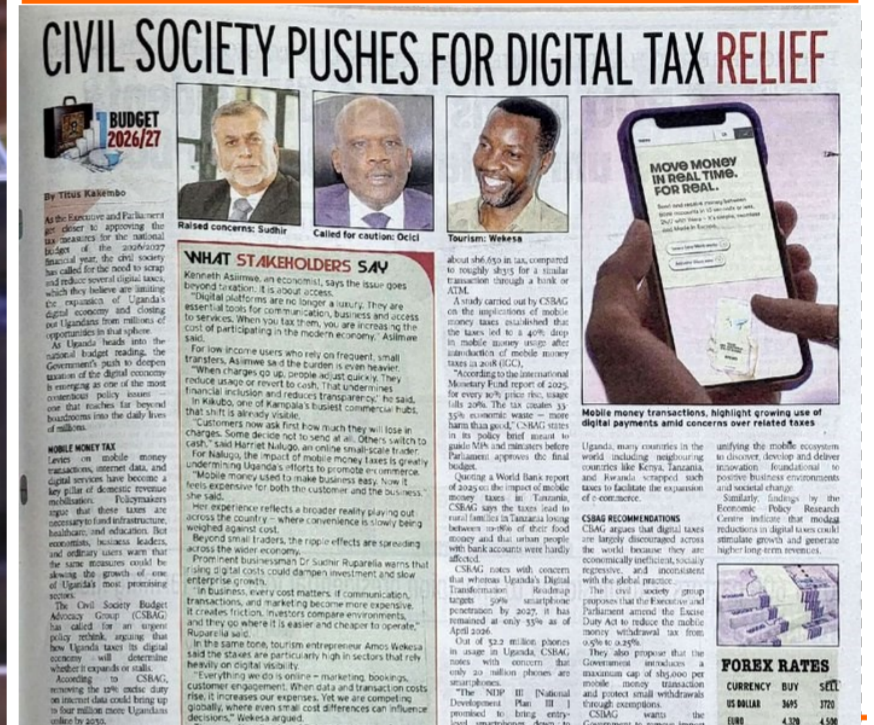 CIVIL SOCIETY PUSHES FOR DIGITAL TAX RELIEF
BUDGET
2026/27
By Titus Kakembo
As the Executive and Parliament
get closer to approving the
tax measures for the national
budget of the 2026/2027
financial year, the civil society
has called for the need to scrap
and reduce several digital taxes,
which they believe are limiting
the expansion of Uganda's
digital economy and closing
out Ugandans from millions of
opportunities in that sphere.
As Uganda heads into the
national budget reading, the
Government's push to deepen
taxation of the digital economy
is emerging as one of the most
contentious policy issues —
one that reaches far beyond
boardrooms into the daily lives
of millions.
MOBILE MONEY TAX
Levies on mobile money
transactions, internet data, and
digital services have become a
key pillar of domestic revenue
mobilisation. Policymakers
argue that these taxes are
necessary to fund infrastructure,
healthcare, and education. But
economists, business leaders,
and ordinary users warn that
the same measures could be
slowing the growth of one
of Uganda's most promising
sectors.
The Civil Society Budget
Advocacy Group (CSBAG)
has called for an urgent
policy rethink, arguing that
how Uganda taxes its digital
economy will determine
whether it expands or stalls.
According to CSBAG,
removing the 12% excise duty
on internet data could bring up
to four million more Ugandans
online by 2030.
Raised concerns: Sudhir
Called for caution: Ocici
Tourism: Wekesa
WHAT STAKEHOLDERS SAY
Kenneth Asiimwe, an economist, says the issue goes
beyond taxation: it is about access.
"Digital platforms are no longer a luxury. They are
essential tools for communication, business and access
to services. When you tax them, you are increasing the
cost of participating in the modern economy," Asiimwe
said.
For low income users who rely on frequent, small
transfers, Asiimwe said the burden is even heavier.
"When charges go up, people adjust quickly. They
reduce usage or revert to cash. That undermines
financial inclusion and reduces transparency," he said.
In Kikubo, one of Kampala's busiest commercial hubs,
that shift is already visible.
"Customers now ask first how much they will lose in
charges. Some decide not to send at all. Others switch to
cash," said Harriet Nalugo, an online small-scale trader.
For Nalugo, the impact of mobile money taxes is greatly
undermining Uganda's efforts to promote e-commerce.
"Mobile money used to make business easy. Now it
feels expensive for both the customer and the business."
she said.
Her experience reflects a broader reality playing out
across the country — where convenience is slowly being
weighed against cost.
Beyond small traders, the ripple effects are spreading
across the wider economy.
Prominent businessman Dr Sudhir Ruparelia warns that
rising digital costs could dampen investment and slow
enterprise growth.
"In business, every cost matters. If communication,
transactions, and marketing become more expensive,
it creates friction. Investors compare environments,
and they go where it is easier and cheaper to operate,"
Ruparelia said.
In the same tone, tourism entrepreneur Amos Wekesa
said the stakes are particularly high in sectors that rely
heavily on digital visibility.
"Everything we do is online — marketing, bookings,
customer engagement. When data and transaction costs
rise, it increases our expenses. Yet we are competing
globally, where even small cost differences can influence
decisions," Wekesa argued.
about sh6,650 in tax, compared
to roughly sh315 for a similar
transaction through a bank or
ATM.
A study carried out by CSBAG
on the implications of mobile
money taxes established that
the taxes led to a 40% drop
in mobile money usage after
introduction of mobile money
taxes in 2018 (IGC).
"According to the International
Monetary Fund report of 2025,
for every 10% price rise, usage
falls 20%. The tax creates 33-
35% economic waste — more
harm than good," CSBAG states
in its policy brief meant to
guide MPs and ministers before
Parliament approves the final
budget.
Quoting a World Bank report
of 2025 on the impact of mobile
money taxes in Tanzania,
CSBAG says the taxes lead to
rural families in Tanzania losing
between of their food
money and that urban people
with bank accounts were hardly
affected.
CSBAG notes with concern
that whereas Uganda's Digital
Transformation Roadmap
targets 50% smartphone
penetration by 2027, it has
remained at only 33% as of
April 2026.
Out of 52.2 million phones
in usage in Uganda, CSBAG
notes with concern that
only 20 million phones are
smartphones.
"The NDP III [National
Development Plan III ]
promised to bring entry-
MOVE MONEY
IN REAL TIME.
FOR REAL.
Mobile money transactions, highlight growing use of
digital payments amid concerns over related taxes
Uganda, many countries in the
world including neighbouring
countries like Kenya, Tanzania,
and Rwanda scrapped such
taxes to facilitate the expansion
of e-commerce.
CSBAG RECOMMENDATIONS
CBAG argues that digital taxes
are largely discouraged across
the world because they are
economically inefficient, socially
regressive, and inconsistent
with the global practice.
The civil society group
proposes that the Executive and
Parliament amend the Excise
Duty Act to reduce the mobile
money withdrawal tax from
0.5% to 0.25%.
They also propose that the
Government introduces a
maximum cap of sh5,000 per
mobile money transaction
and protect small withdrawals
through exemptions.
CSBAG wants the
unifying the mobile ecosystem
to discover, develop and deliver
innovation foundational to
positive business environments
and societal change.
Similarly, findings by the
Economic Policy Research
Centre indicate that modest
reductions in digital taxes could
stimulate growth and generate
higher long-term revenues.
FOREX RATES
CURRENCY BUY SELL
US DOLLAR 3695 3720
EURO 4,310 4,500